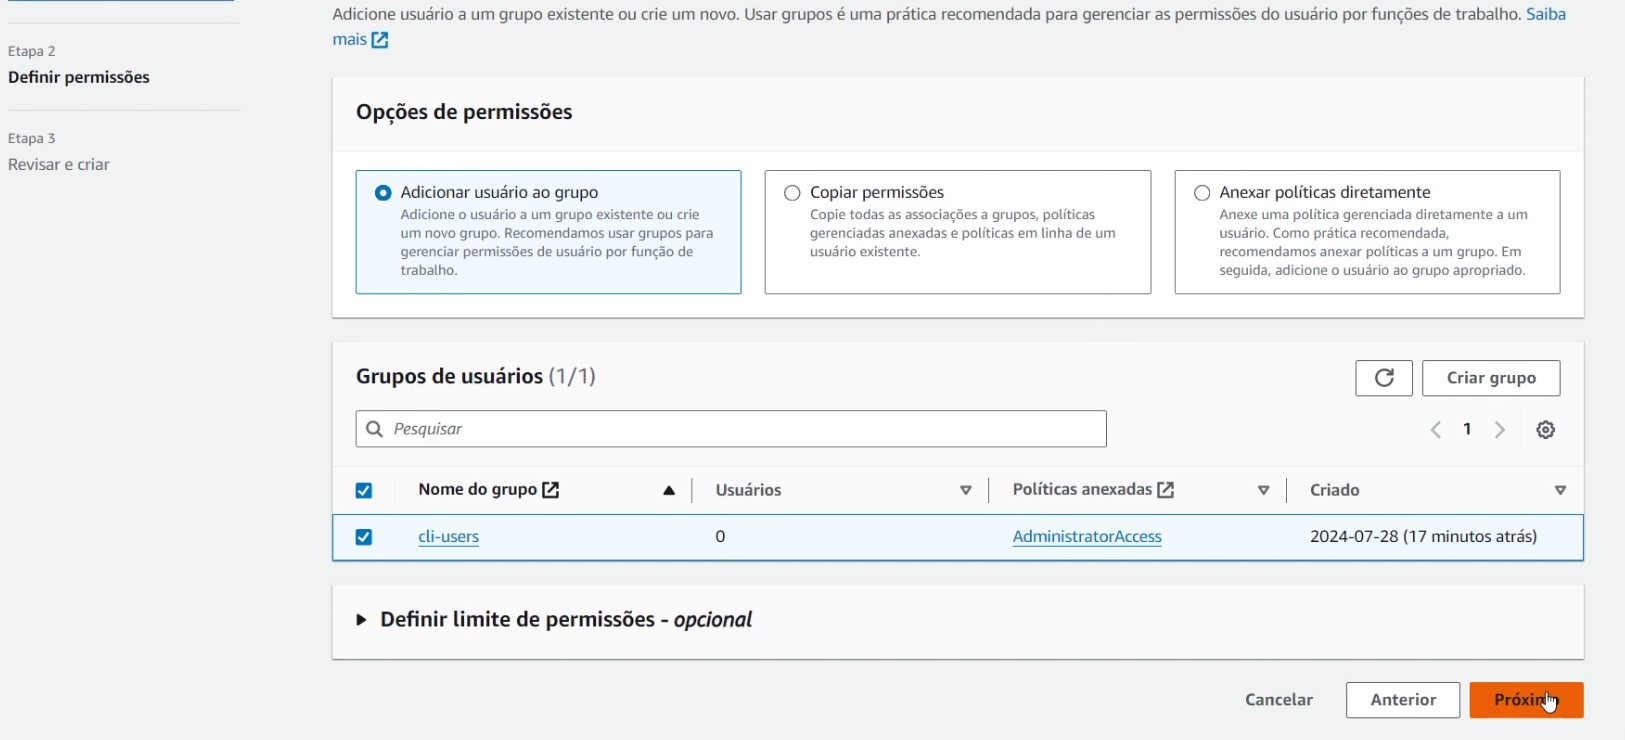 Adicione usuário a um grupo existente ou crie um novo. Usar grupos é uma prática recomendada para gerenciar as permissões do usuário por funções de trabalho. Saiba
mais
Etapa 2
Definir permissões
Etapa 3
Revisar e criar
Opções de permissões
Adicionar usuário ao grupo
Adicione o usuário a um grupo existente ou crie
um novo grupo. Recomendamos usar grupos para
gerenciar permissões de usuário por função de
trabalho.
Copiar permissões
Copie todas as associações a grupos, políticas
gerenciadas anexadas e políticas em linha de um
usuário existente.
Anexar políticas diretamente
Anexe uma política gerenciada diretamente a um
usuário. Como prática recomendada,
recomendamos anexar políticas a um grupo. Em
seguida, adicione o usuário ao grupo apropriado.
Grupos de usuários (1/1)
Criar grupo
Pesquisar
1
Nome do grupo Usuários Políticas anexadas Criado
cli-users 0 AdministratorAccess 2024-07-28 (17 minutos atrás)
Definir limite de permissões - opcional
Cancelar Anterior Próximo